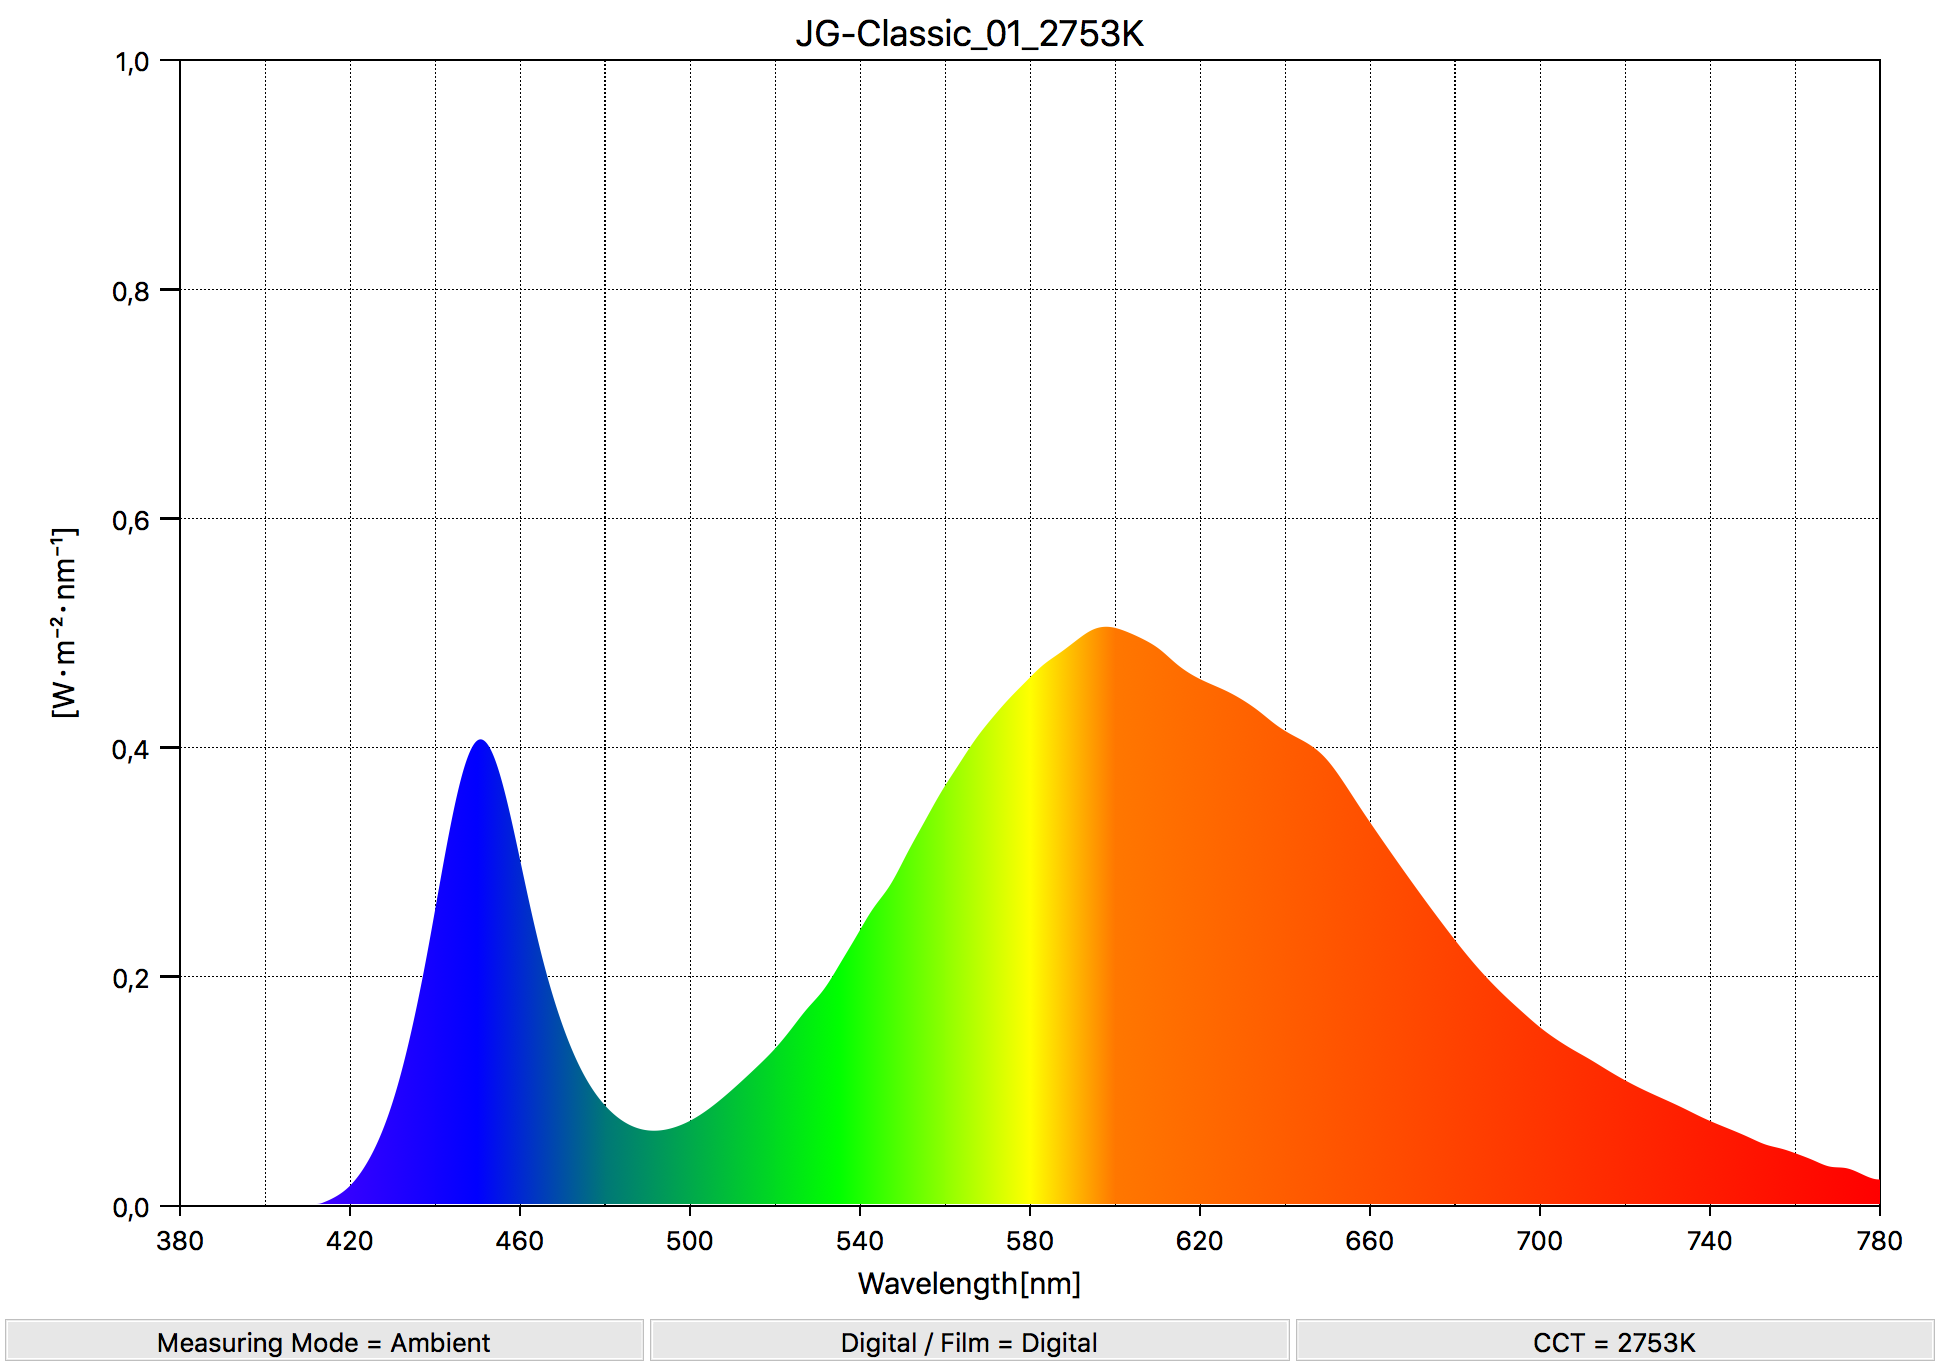 JG-Classic_01_2753K
1,0
0,8
0,6
0,4
0,2
0,0
[W·m⁻²·nm⁻¹]
380 420 460 500 540 580 620 660 700 740 780
Wavelength[nm]
Measuring Mode = Ambient
Digital / Film = Digital
CCT = 2753K